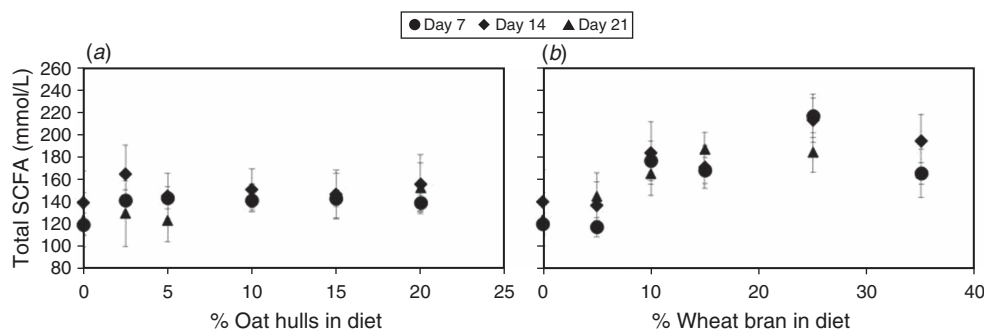 Day 7 Day 14 Day 21
(a) (b)
260
240
220
200
180
160
140
120
100
80
Total SCFA (mmol/L)
0 5 10 15 20 25
0 10 20 30 40
% Oat hulls in diet
% Wheat bran in diet